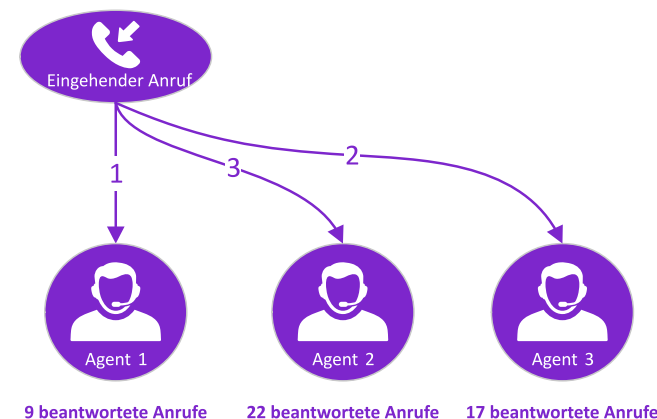 Eingehender Anruf
1
3
2
Agent 1
Agent 2
Agent 3
9 beantwortete Anrufe
22 beantwortete Anrufe
17 beantwortete Anrufe